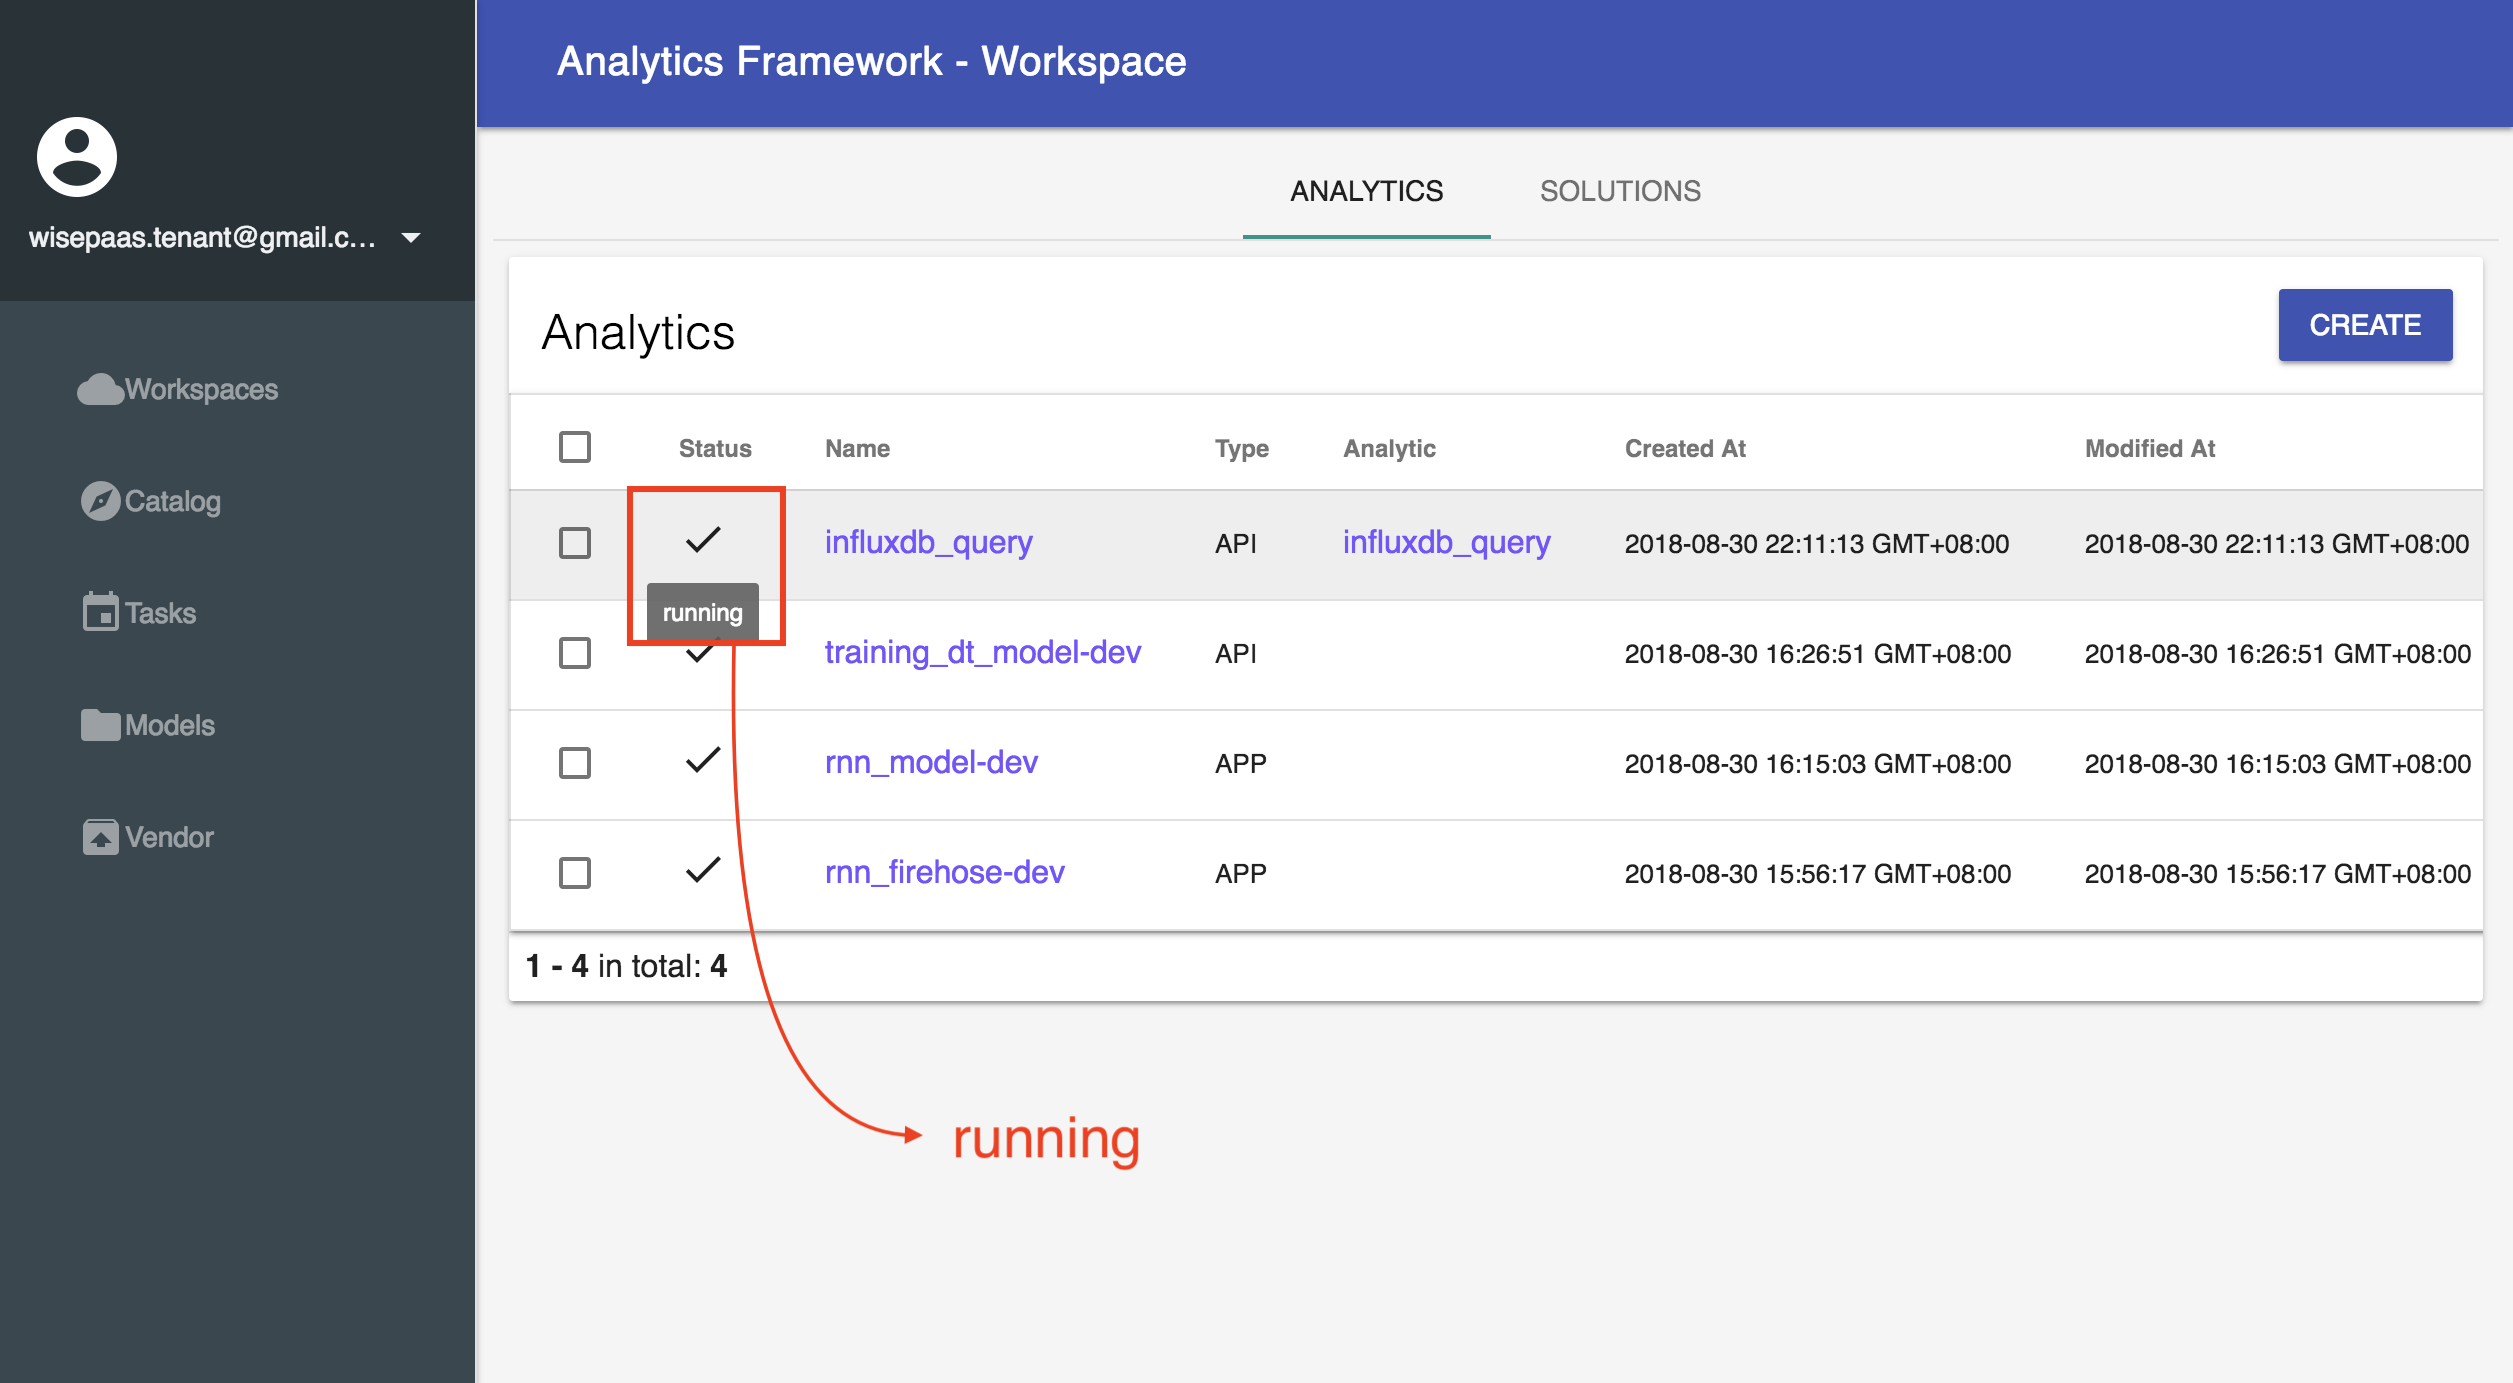 Analytics Framework - Workspace
wisepaas.tenant@gmail.c...
Workspaces
Catalog
Tasks
Models
Vendor
ANALYTICS SOLUTIONS
Analytics CREATE
Status Name Type Analytic Created At Modified At
influxdb_query API influxdb_query 2018-08-30 22:11:13 GMT+08:00 2018-08-30 22:11:13 GMT+08:00
running
training_dt_model-dev API 2018-08-30 16:26:51 GMT+08:00 2018-08-30 16:26:51 GMT+08:00
rnn_model-dev APP 2018-08-30 16:15:03 GMT+08:00 2018-08-30 16:15:03 GMT+08:00
rnn_firehose-dev APP 2018-08-30 15:56:17 GMT+08:00 2018-08-30 15:56:17 GMT+08:00
1 - 4 in total: 4
running